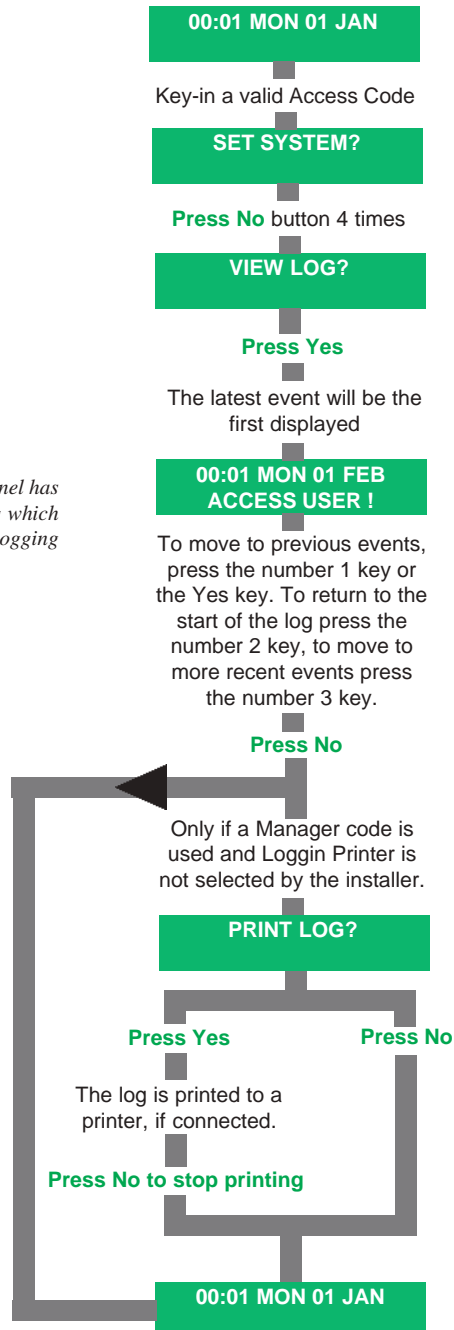 00:01 MON 01 JAN
Key-in a valid Access Code
SET SYSTEM?
Press No button 4 times
VIEW LOG?
Press Yes
The latest event will be the
first displayed
00:01 MON 01 FEB
ACCESS USER !
nel has
which
ogging
To move to previous events,
press the number 1 key or
the Yes key. To return to the
start of the log press the
number 2 key, to move to
more recent events press
the number 3 key.
Press No
Only if a Manager code is
used and Loggin Printer is
not selected by the installer.
PRINT LOG?
Press Yes
Press No
The log is printed to a
printer, if connected.
Press No to stop printing
00:01 MON 01 JAN